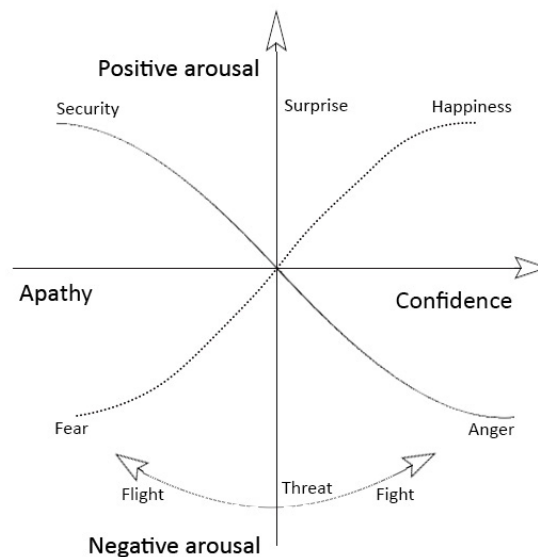 Positive arousal
Security
Surprise
Happiness
Apathy
Confidence
Fear
Anger
Flight
Threat
Fight
Negative arousal